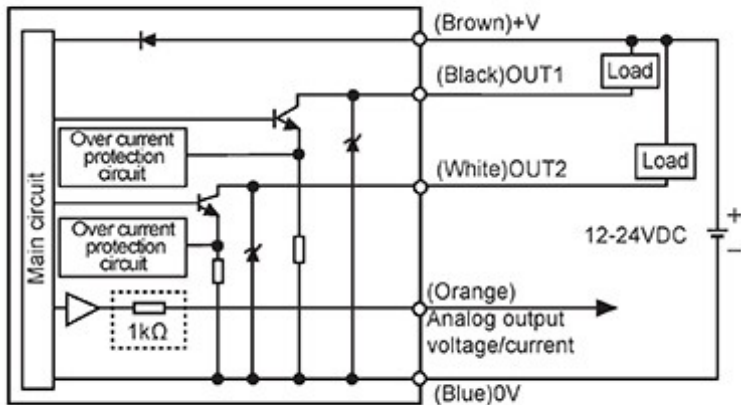 (Brown)+V
Load
(Black)OUT1
Over current
protection
circuit
Load
(White)OUT2
Main circuit
Over current
protection
circuit
12-24VDC
+
−
(Orange)
1kΩ
Analog output
voltage/current
(Blue)0V